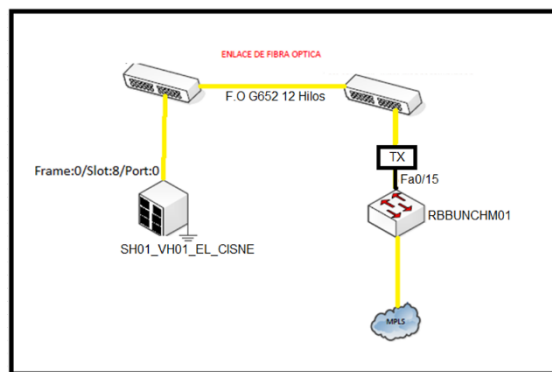 ENLACE DE FIBRA OPTICA
F.O G652 12 Hilos
TX
Frame:0/Slot:8/Port:0
Fa0/15
RBBUNCHM01
SH01_VH01_EL_CISNE
MPLS